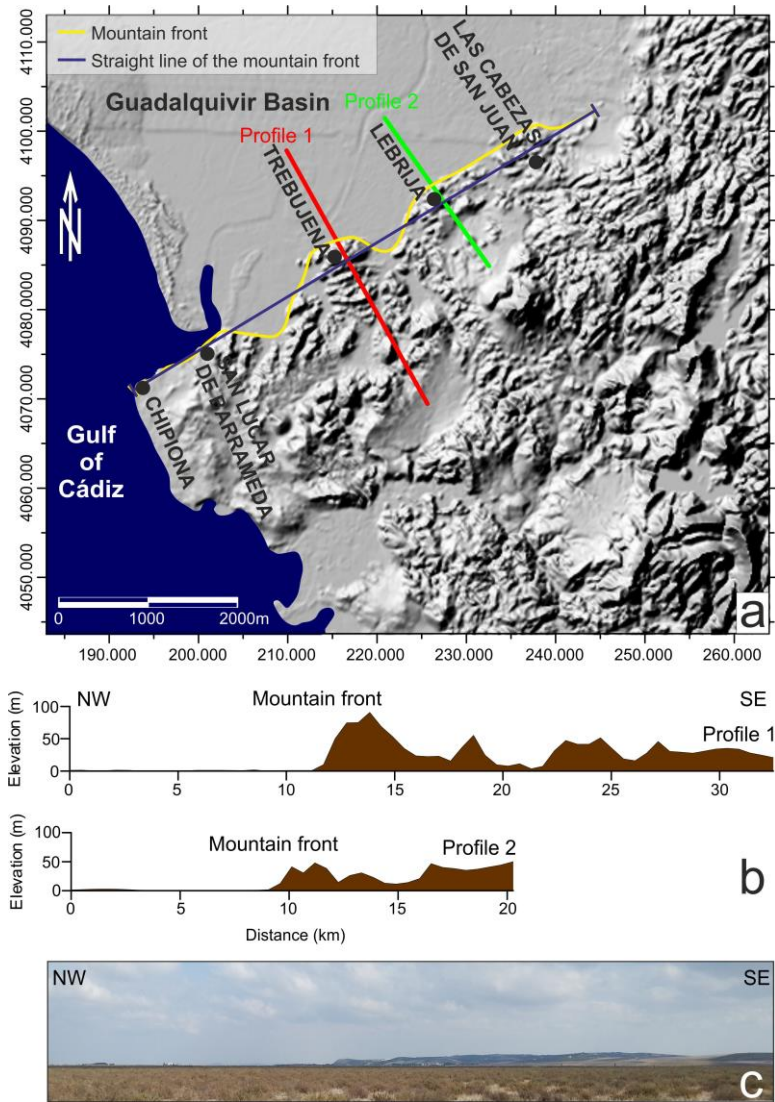 4110.000
4100.000
4090.000
4080.0000
4070.000
4060.000
4050.000
Mountain front
Straight line of the mountain front
Guadalquivir Basin
Profile 1
Profile 2
TREBUJENA
LEBRIJA
LAS CABEZAS
DE SAN JUAN
N
SAN LUCAR
DE BARRAMEDA
CHIPIONA
Gulf
of
Cádiz
0 1000 2000m
a
190.000 200.000 210.000 220.000 230.000 240.000 250.000 260.000
NW Mountain front SE
Profile 1
Elevation (m)
100
50
0
0 5 10 15 20 25 30
Mountain front Profile 2
Elevation (m)
100
50
0
0 5 10 15 20
Distance (km)
b
NW SE
c